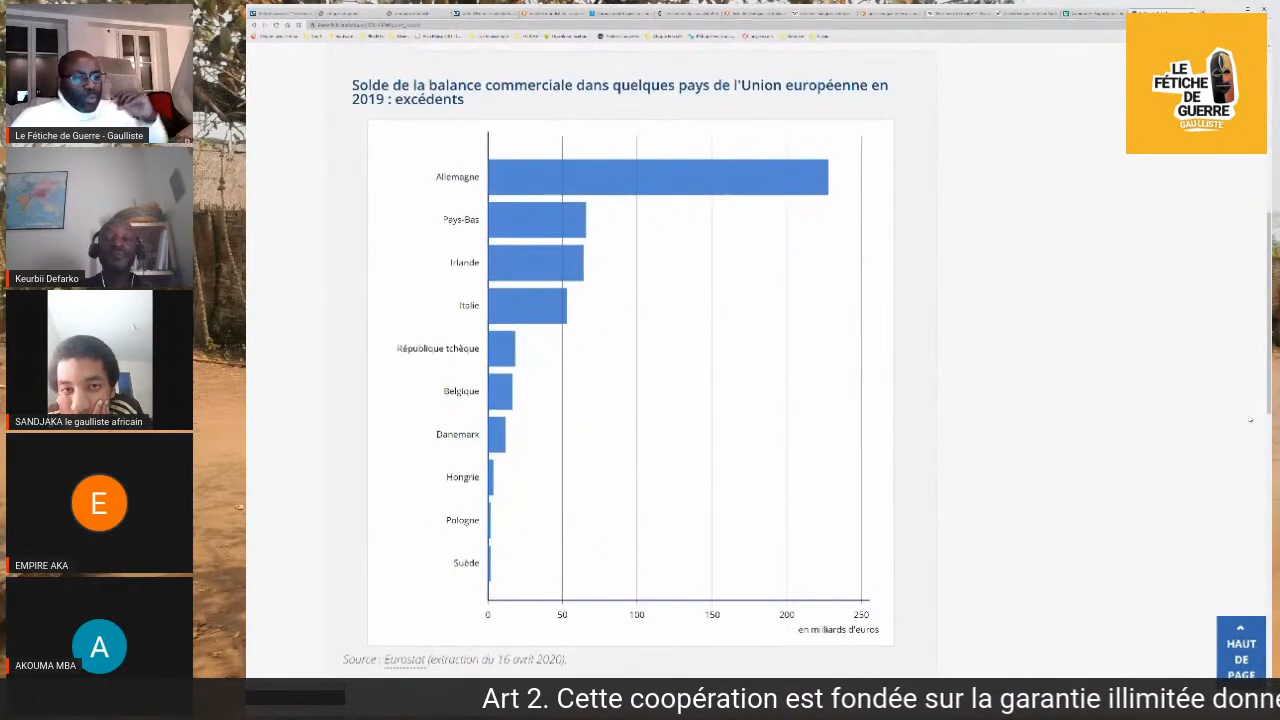 Le Fétiche de Guerre - Gaulliste
Keurbii Defarko
SANDJAKA le gaulliste africain
E
EMPIRE AKA
A
AKOUMA MBA
Solde de la balance commerciale dans quelques pays de l'Union européenne en
2019 : excédents
Allemagne
Pays-Bas
Irlande
Italie
République tchèque
Belgique
Danemark
Hongrie
Pologne
Suède
0 50 100 150 200 250
en milliards d'euros
Source : Eurostat (extraction du 16 avril 2020).
LE
FÉTICHE
DE
GUERRE
GAULLISTE
HAUT
DE
PAGE
Art 2. Cette coopération est fondée sur la garantie illimitée donn